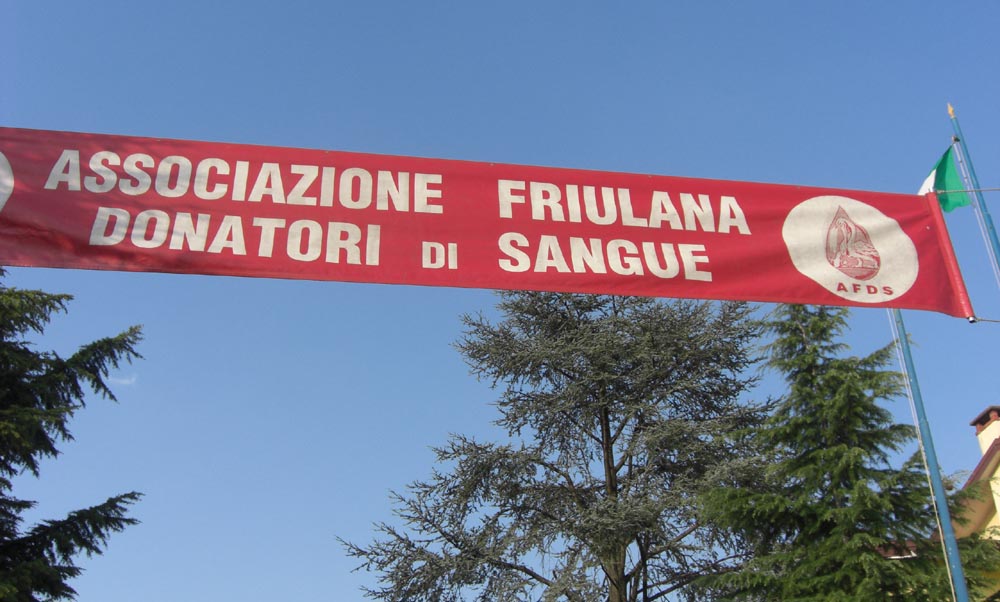 ASSOCIAZIONE FRIULANA
DONATORI DI SANGUE
AFDS